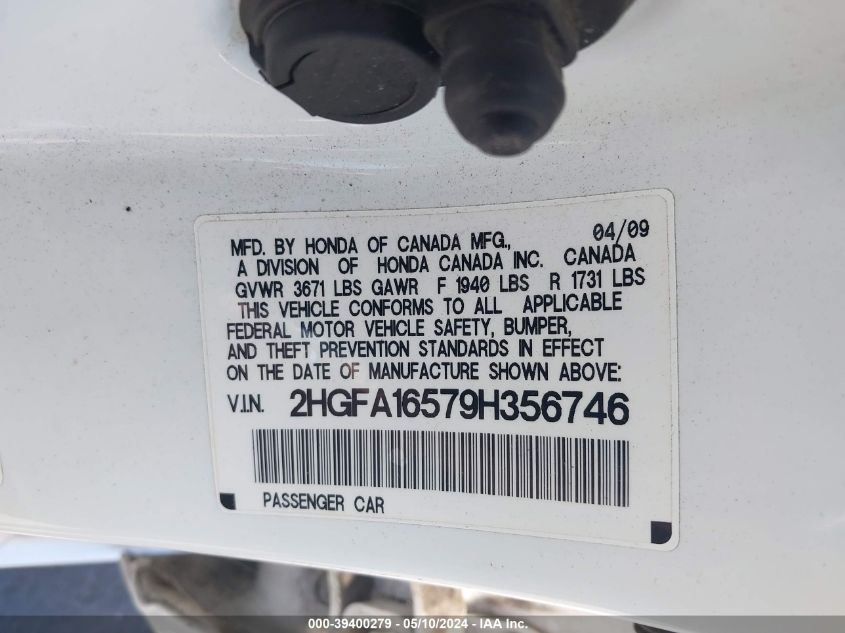 04/09
MFD. BY HONDA OF CANADA MFG.,
A DIVISION OF HONDA CANADA INC. CANADA
GVWR 3671 LBS GAWR F 1940 LBS R 1731 LBS
THIS VEHICLE CONFORMS TO ALL APPLICABLE
FEDERAL MOTOR VEHICLE SAFETY, BUMPER,
AND THEFT PREVENTION STANDARDS IN EFFECT
ON THE DATE OF MANUFACTURE SHOWN ABOVE:
V.I.N. 2HGFA16579H356746
PASSENGER CAR
000-39400279 - 05/10/2024 - IAA Inc.